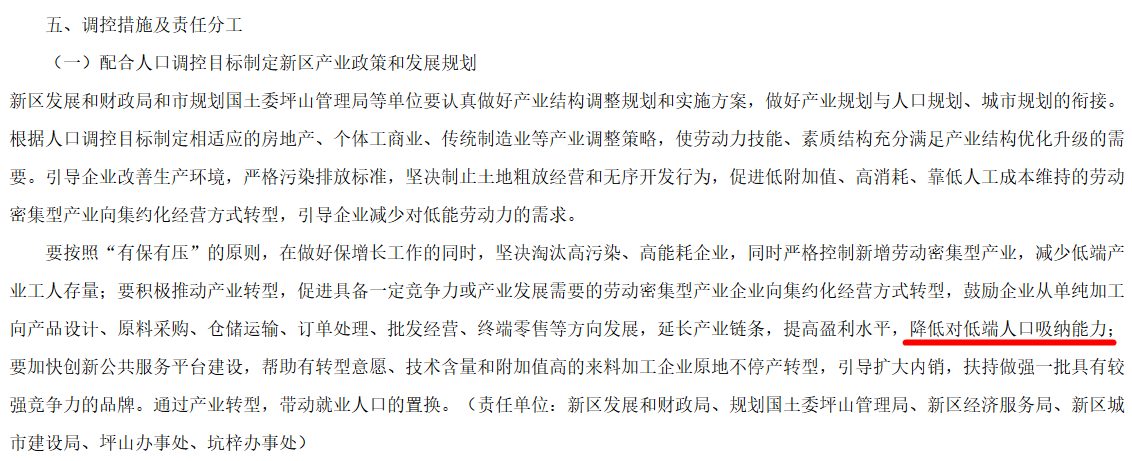 五、调控措施及责任分工
（一）配合人口调控目标制定新区产业政策和发展规划
新区发展和财政局和市规划国土委坪山管理局等单位要认真做好产业结构调整规划和实施方案，做好产业规划与人口规划、城市规划的衔接。
根据人口调控目标制定相适应的房地产、个体工商业、传统制造业等产业调整策略，使劳动力技能、素质结构充分满足产业结构优化升级的需
要。引导企业改善生产环境，严格污染排放标准，坚决制止土地粗放经营和无序开发行为，促进低附加值、高消耗、靠低人工成本维持的劳动
密集型产业向集约化经营方式转型，引导企业减少对低能劳动力的需求。
要按照“有保有压”的原则，在做好保增长工作的同时，坚决淘汰高污染、高能耗企业，同时严格控制新增劳动密集型产业，减少低端产
业工人存量；要积极推动产业转型，促进具备一定竞争力或产业发展需要的劳动密集型产业企业向集约化经营方式转型，鼓励企业从单纯加工
向产品设计、原料采购、仓储运输、订单处理、批发经营、终端零售等方向发展，延长产业链条，提高盈利水平，降低对低端人口吸纳能力；
要加快创新公共服务平台建设，帮助有转型意愿、技术含量和附加值高的来料加工企业原地不停产转型，引导扩大内销，扶持做强一批具有较
强竞争力的品牌。通过产业转型，带动就业人口的置换。（责任单位：新区发展和财政局、规划国土委坪山管理局、新区经济服务局、新区城
市建设局、坪山办事处、坑梓办事处）